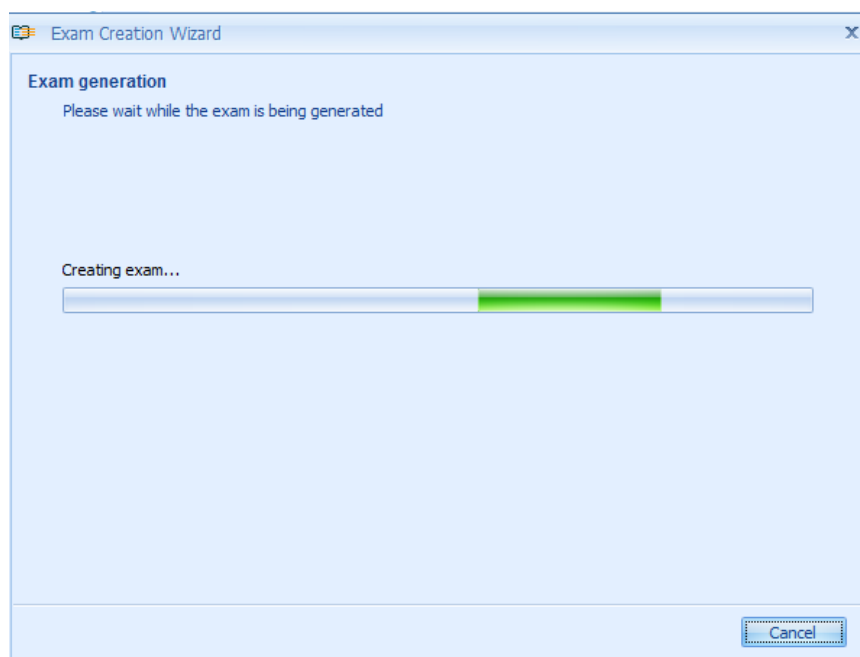 Exam Creation Wizard
Exam generation
Please wait while the exam is being generated
Creating exam...
Cancel